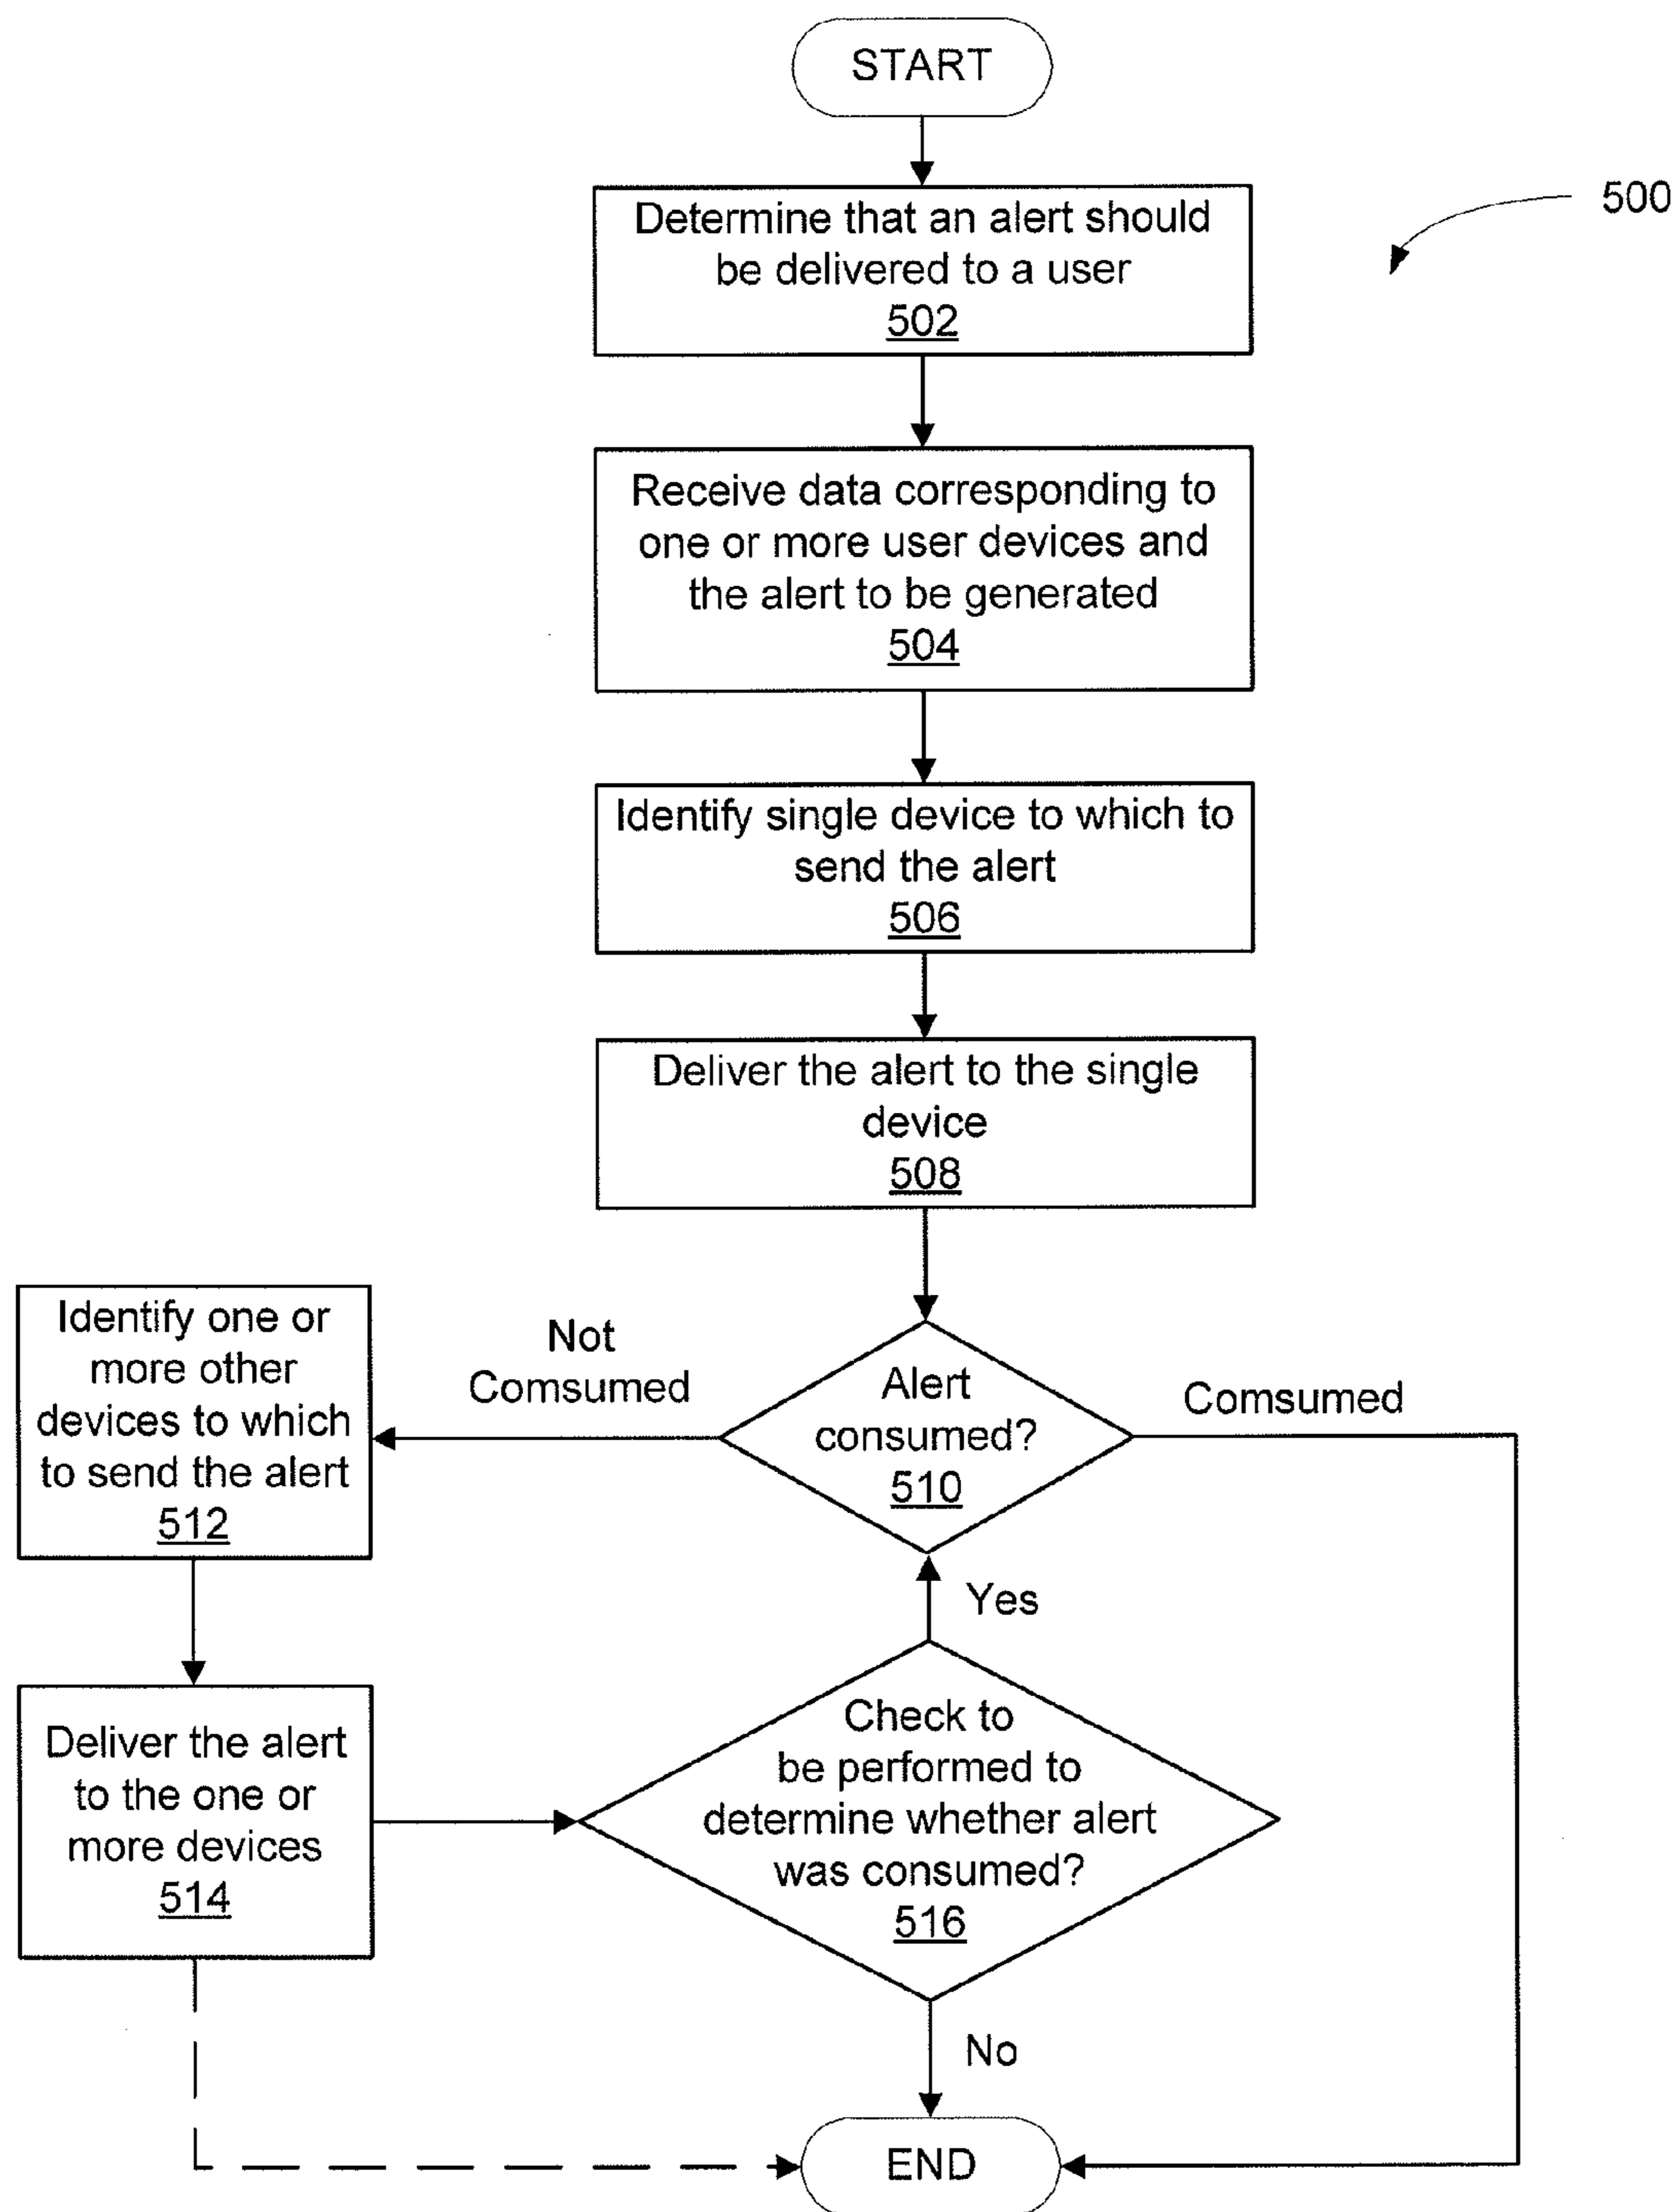 START
500
Determine that an alert should
be delivered to a user
502
Receive data corresponding to
one or more user devices and
the alert to be generated
504
Identify single device to which to
send the alert
506
Deliver the alert to the single
device
508
Identify one or
more other
devices to which
to send the alert
512
Not
Comsumed
Alert
consumed?
510
Comsumed
Yes
Deliver the alert
to the one or
more devices
514
Check to
be performed to
determine whether alert
was consumed?
516
No
END